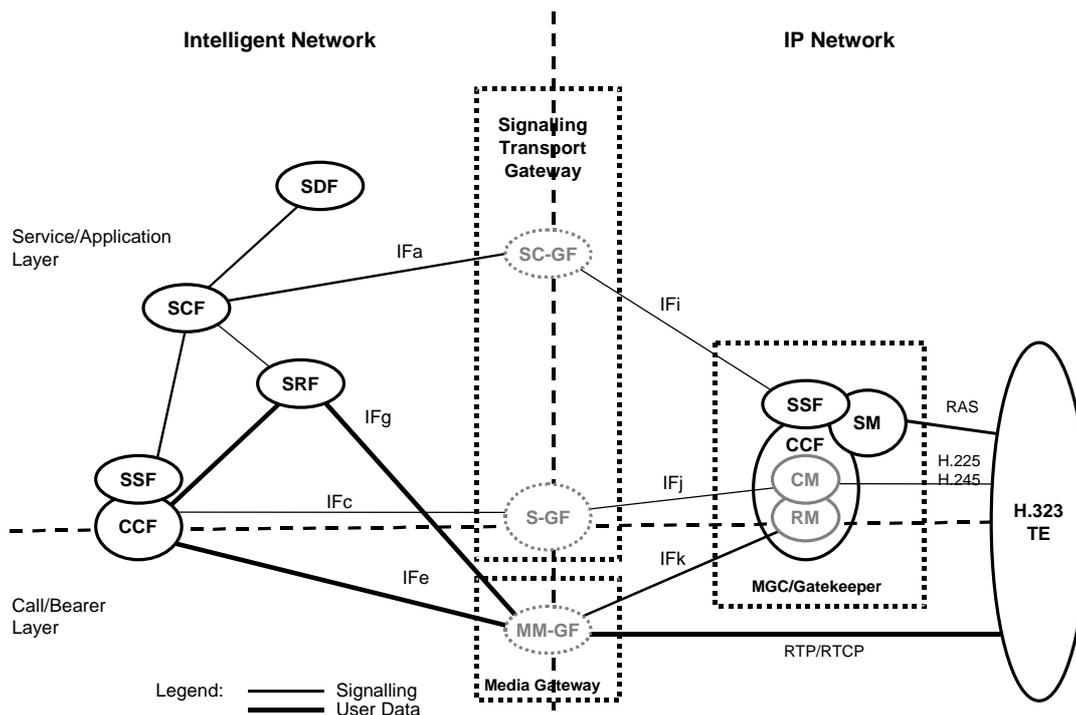 Intelligent Network
IP Network
Signalling
Transport
Gateway
SDF
Service/Application
Layer
IFa
SC-GF
SCF
IFi
SRF
IFg
SSF
SM
RAS
CCF
SSF
CCF
IFc
S-GF
IFj
CM
RM
H.225
H.245
H.323
TE
IFe
IFk
MGC/Gatekeeper
Call/Bearer
Layer
MM-GF
RTP/RTCP
Media Gateway
Legend:
Signalling
User Data